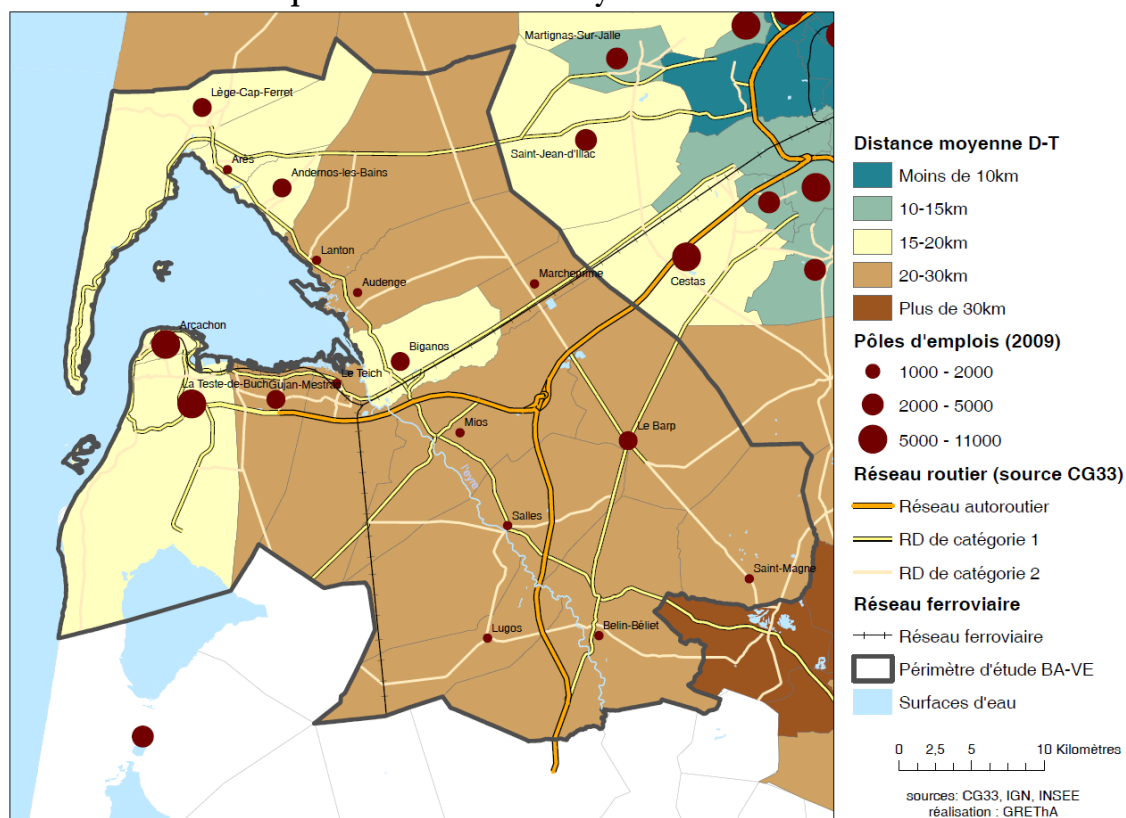 Martignas-Sur-Jalle
Lège-Cap-Ferret
Saint-Jean-d'Illac
Arès
Andernos-les-Bains
Lanton
Marcheprime
Cestas
Audenge
Arcachon
Biganos
Le Teich
La Teste-de-Buch
Gujan-Mestras
Mios
Le Barp
l'eyre
Salles
Saint-Magne
Lugos
Belin-Béliet
Distance moyenne D-T
Moins de 10km
10-15km
15-20km
20-30km
Plus de 30km
Pôles d'emplois (2009)
1000 - 2000
2000 - 5000
5000 - 11000
Réseau routier (source CG33)
Réseau autoroutier
RD de catégorie 1
RD de catégorie 2
Réseau ferroviaire
Réseau ferroviaire
Périmètre d'étude BA-VE
Surfaces d'eau
0 2,5 5 10 Kilomètres
sources: CG33, IGN, INSEE
réalisation : GREThA